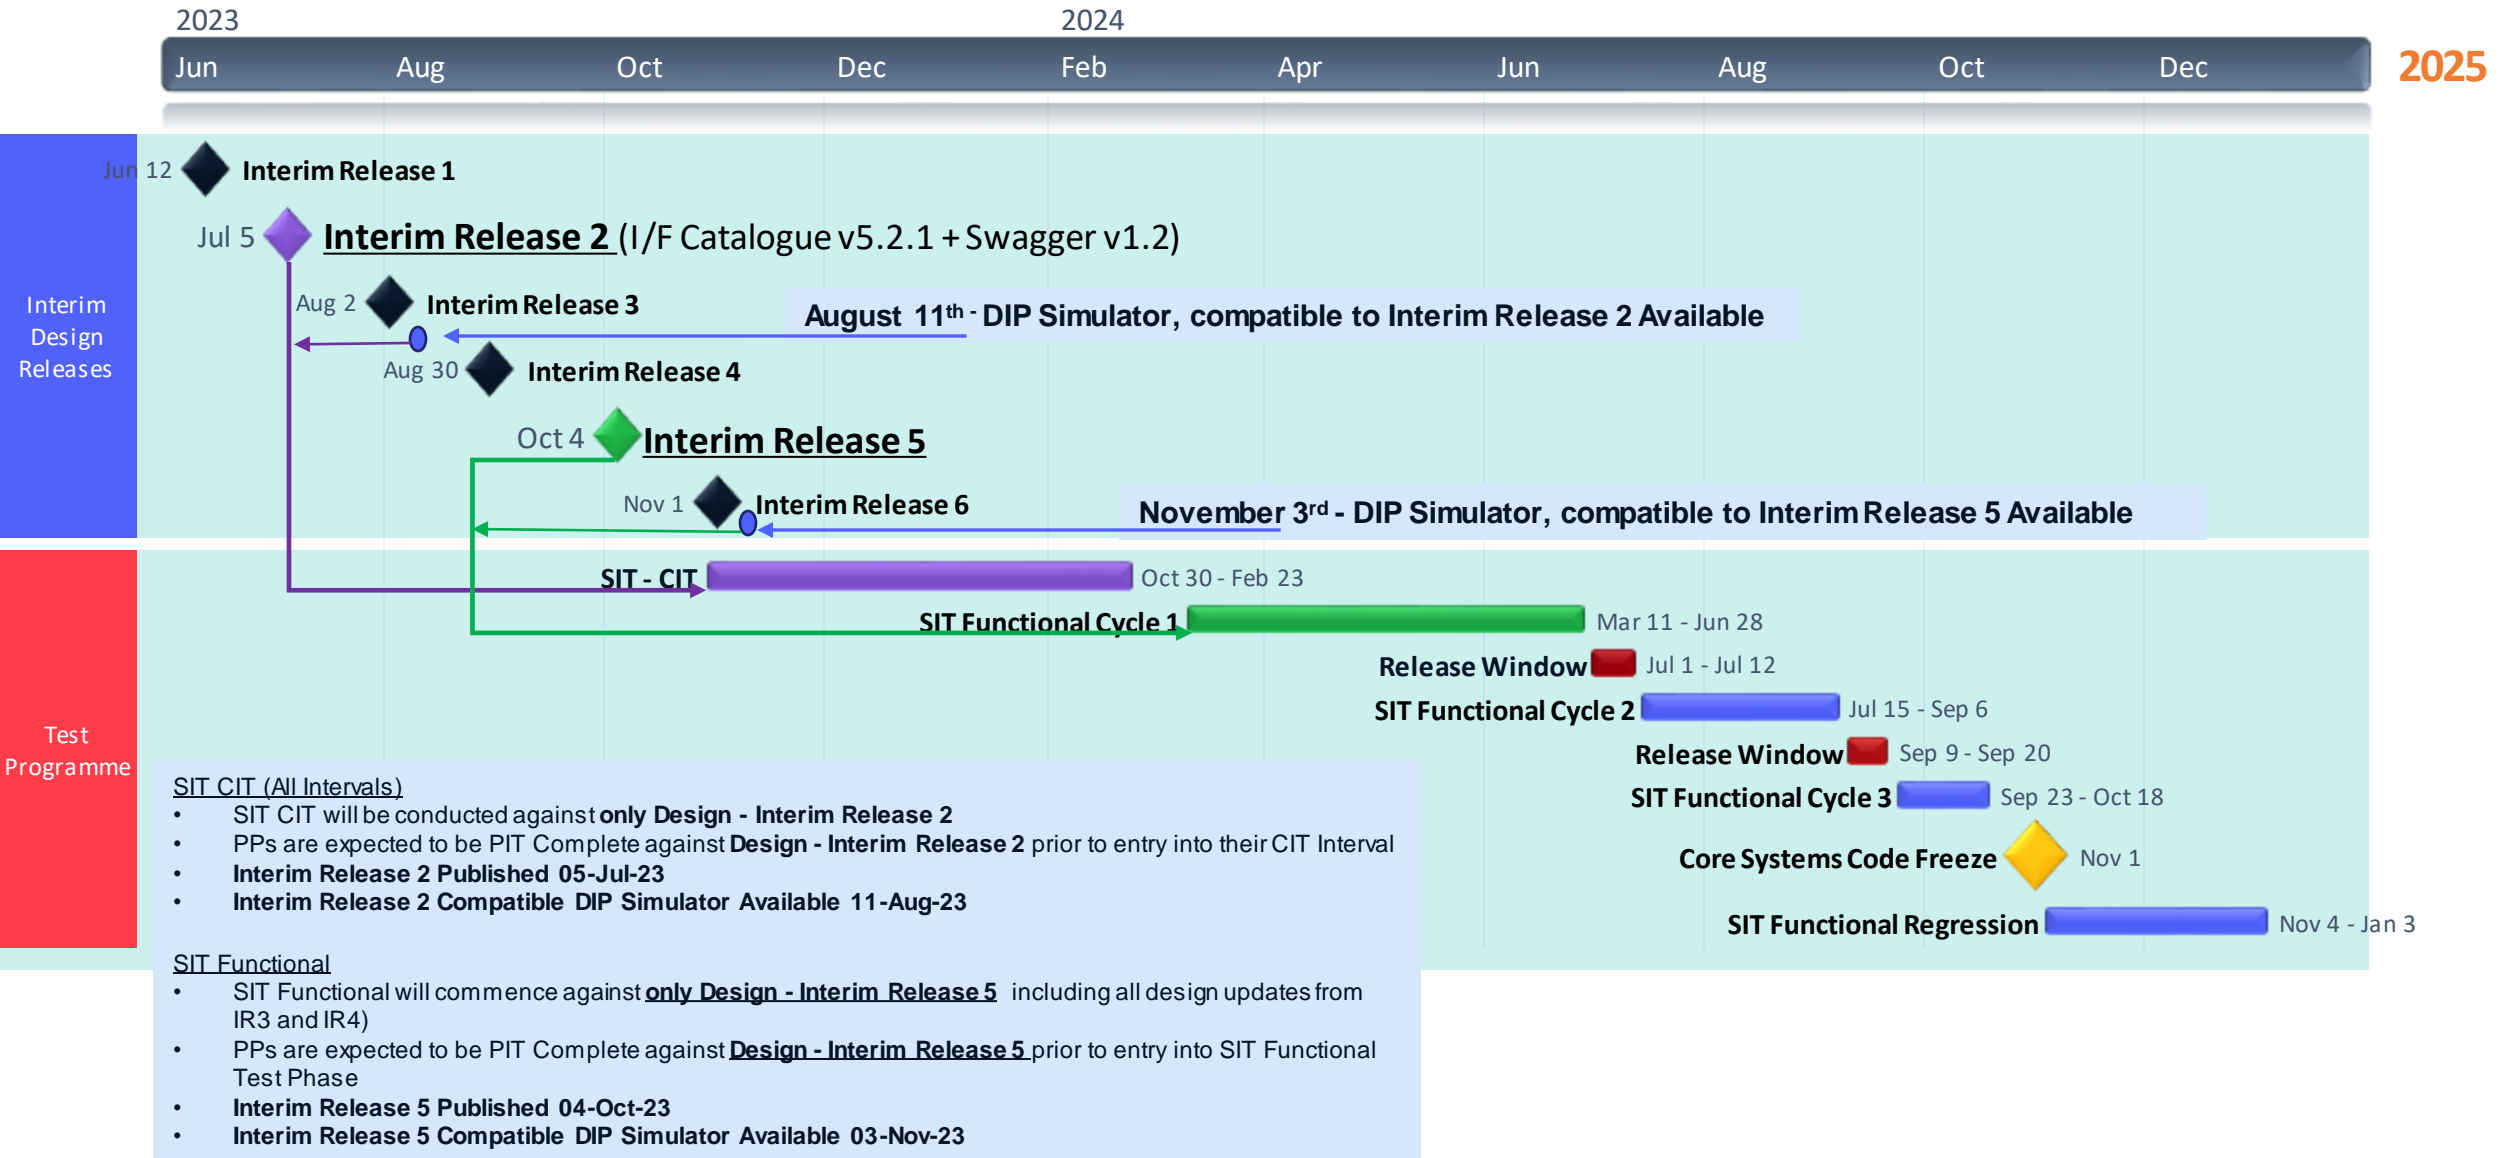 2023
2024
Jun Aug Oct Dec Feb Apr Jun Aug Oct Dec
2025
Interim
Design
Releases
Jun 12 Interim Release 1
Jul 5 Interim Release 2 (I/F Catalogue v5.2.1 + Swagger v1.2)
Aug 2 Interim Release 3
August 11th - DIP Simulator, compatible to Interim Release 2 Available
Aug 30 Interim Release 4
Oct 4 Interim Release 5
Nov 1 Interim Release 6
November 3rd - DIP Simulator, compatible to Interim Release 5 Available
Test
Programme
SIT - CIT Oct 30 - Feb 23
SIT Functional Cycle 1 Mar 11 - Jun 28
Release Window Jul 1 - Jul 12
SIT Functional Cycle 2 Jul 15 - Sep 6
Release Window Sep 9 - Sep 20
SIT Functional Cycle 3 Sep 23 - Oct 18
Core Systems Code Freeze Nov 1
SIT Functional Regression Nov 4 - Jan 3
SIT CIT (All Intervals)
• SIT CIT will be conducted against only Design - Interim Release 2
• PPs are expected to be PIT Complete against Design - Interim Release 2 prior to entry into their CIT Interval
• Interim Release 2 Published 05-Jul-23
• Interim Release 2 Compatible DIP Simulator Available 11-Aug-23
SIT Functional
• SIT Functional will commence against only Design - Interim Release 5 including all design updates from
IR3 and IR4)
• PPs are expected to be PIT Complete against Design - Interim Release 5 prior to entry into SIT Functional
Test Phase
• Interim Release 5 Published 04-Oct-23
• Interim Release 5 Compatible DIP Simulator Available 03-Nov-23